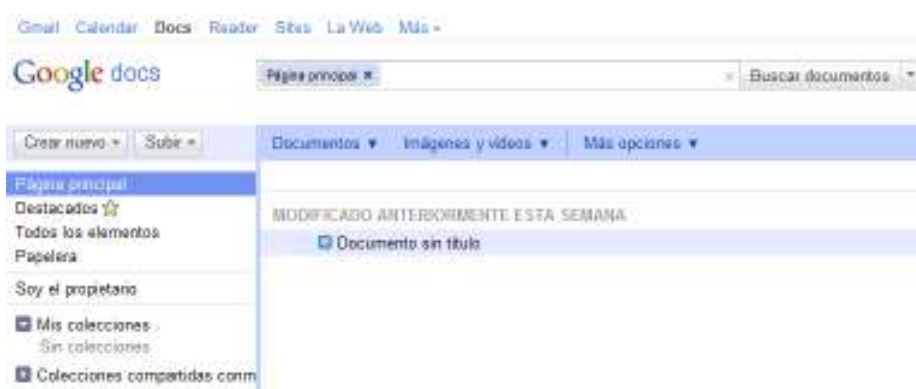 Gmail Calendar Docs Reader Sites La Web Más
Google docs
Página principal × × Buscar documentos
Crear nuevo Subir
Documentos Imágenes y vídeos Más opciones
Página principal
Destacados
Todos los elementos
Papelera
Soy el propietario
Mis colecciones
Sin colecciones
Colecciones compartidas conm
MODIFICADO ANTERIORMENTE ESTA SEMANA
Documento sin título